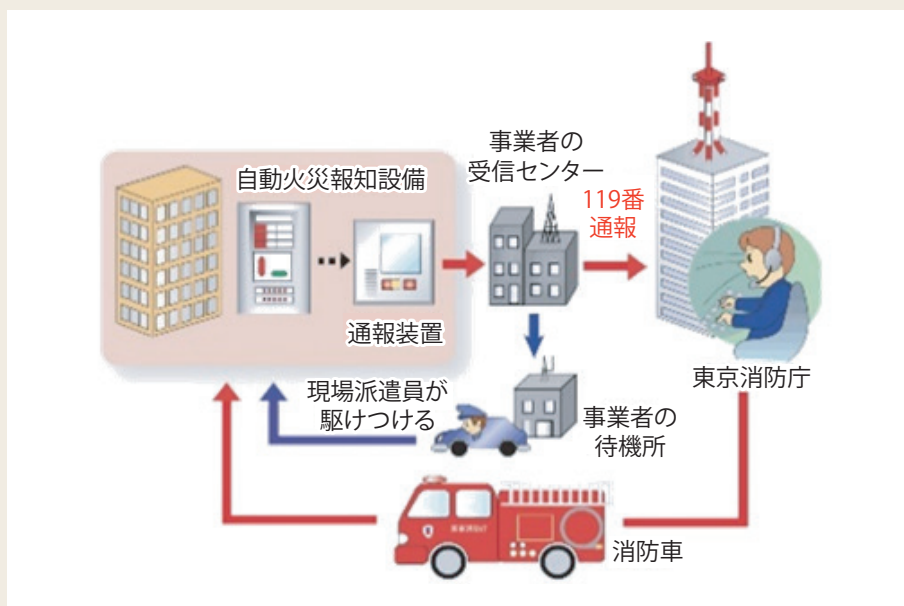 事業者の
受信センター
自動火災報知設備
119番
通報
通報装置
東京消防庁
現場派遣員が
駆けつける
事業者の
待機所
消防車